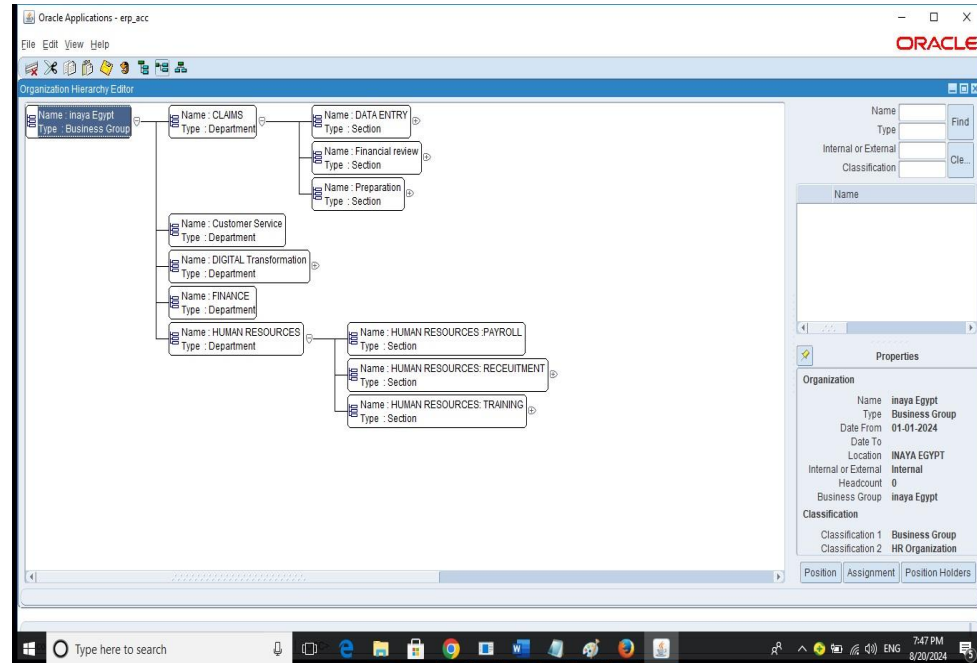 Oracle Applications - erp_acc
File Edit View Help
ORACLE
Organization Hierarchy Editor
Name : inaya Egypt
Type : Business Group
Name : CLAIMS
Type : Department
Name : DATA ENTRY
Type : Section
Name : Financial review
Type : Section
Name : Preparation
Type : Section
Name : Customer Service
Type : Department
Name : DIGITAL Transformation
Type : Department
Name : FINANCE
Type : Department
Name : HUMAN RESOURCES
Type : Department
Name : HUMAN RESOURCES :PAYROLL
Type : Section
Name : HUMAN RESOURCES: RECEUITMENT
Type : Section
Name : HUMAN RESOURCES: TRAINING
Type : Section
Name
Type
Internal or External
Classification
Find
Cle...
Name
Properties
Organization
Name inaya Egypt
Type Business Group
Date From 01-01-2024
Date To
Location INAYA EGYPT
Internal or External Internal
Headcount 0
Business Group inaya Egypt
Classification
Classification 1 Business Group
Classification 2 HR Organization
Position Assignment Position Holders
Type here to search
ENG
7:47 PM
8/20/2024